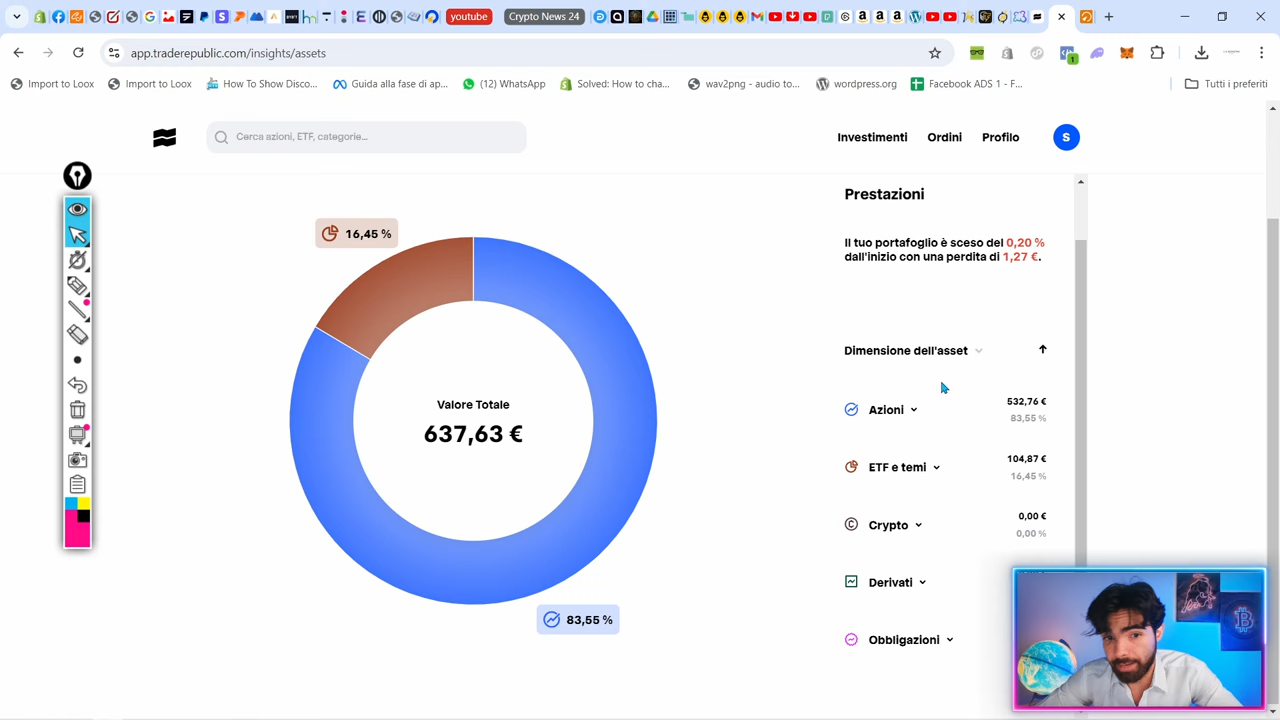 youtube
Crypto News 24
app.traderepublic.com/insights/assets
1
Import to Loox
Import to Loox
How To Show Disco...
Guida alla fase di ap...
(12) WhatsApp
Solved: How to cha...
wav2png - audio to...
wordpress.org
Facebook ADS 1 - F...
Tutti i preferiti
Cerca azioni, ETF, categorie...
Investimenti
Ordini
Profilo
S
Prestazioni
16,45 %
Il tuo portafoglio è sceso del 0,20 %
dall'inizio con una perdita di 1,27 €.
Dimensione dell'asset
Valore Totale
637,63 €
Azioni
532,76 €
83,55 %
ETF e temi
104,87 €
16,45 %
Crypto
0,00 €
0,00 %
Derivati
83,55 %
Obbligazioni